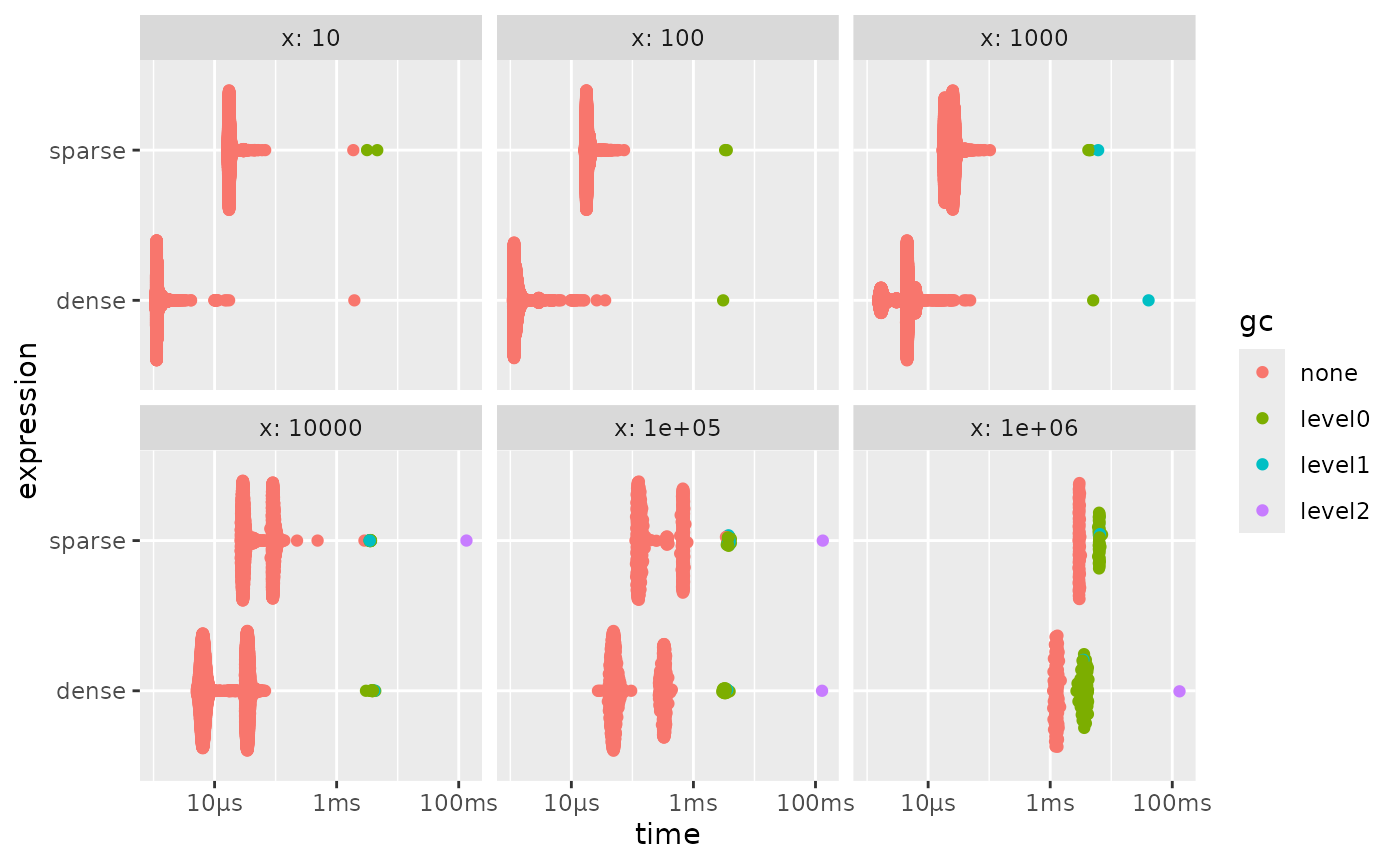 x: 10
x: 100
x: 1000
sparse
dense
x: 10000
x: 1e+05
x: 1e+06
sparse
dense
10µs
1ms
100ms
10µs
1ms
100ms
10µs
1ms
100ms
time
expression
gc
none
level0
level1
level2